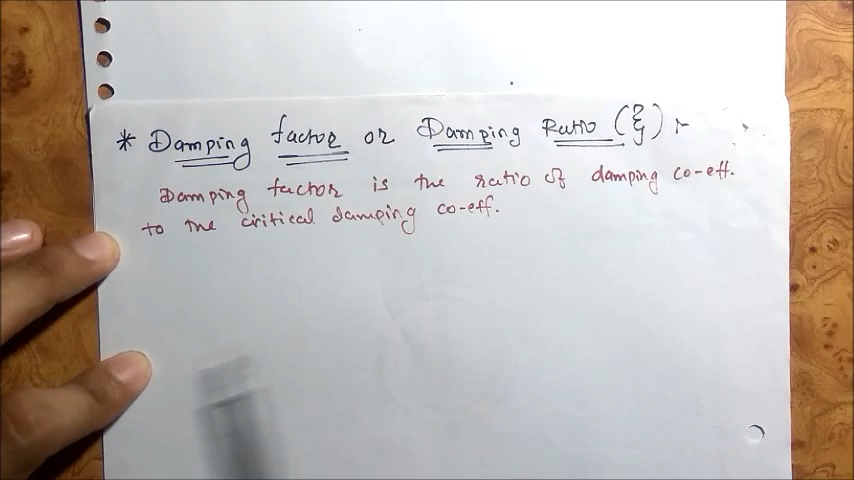 * Damping factor or Damping Ratio (ξ) :-
Damping factor is the ratio of damping co-eff.
to the critical damping co-eff.